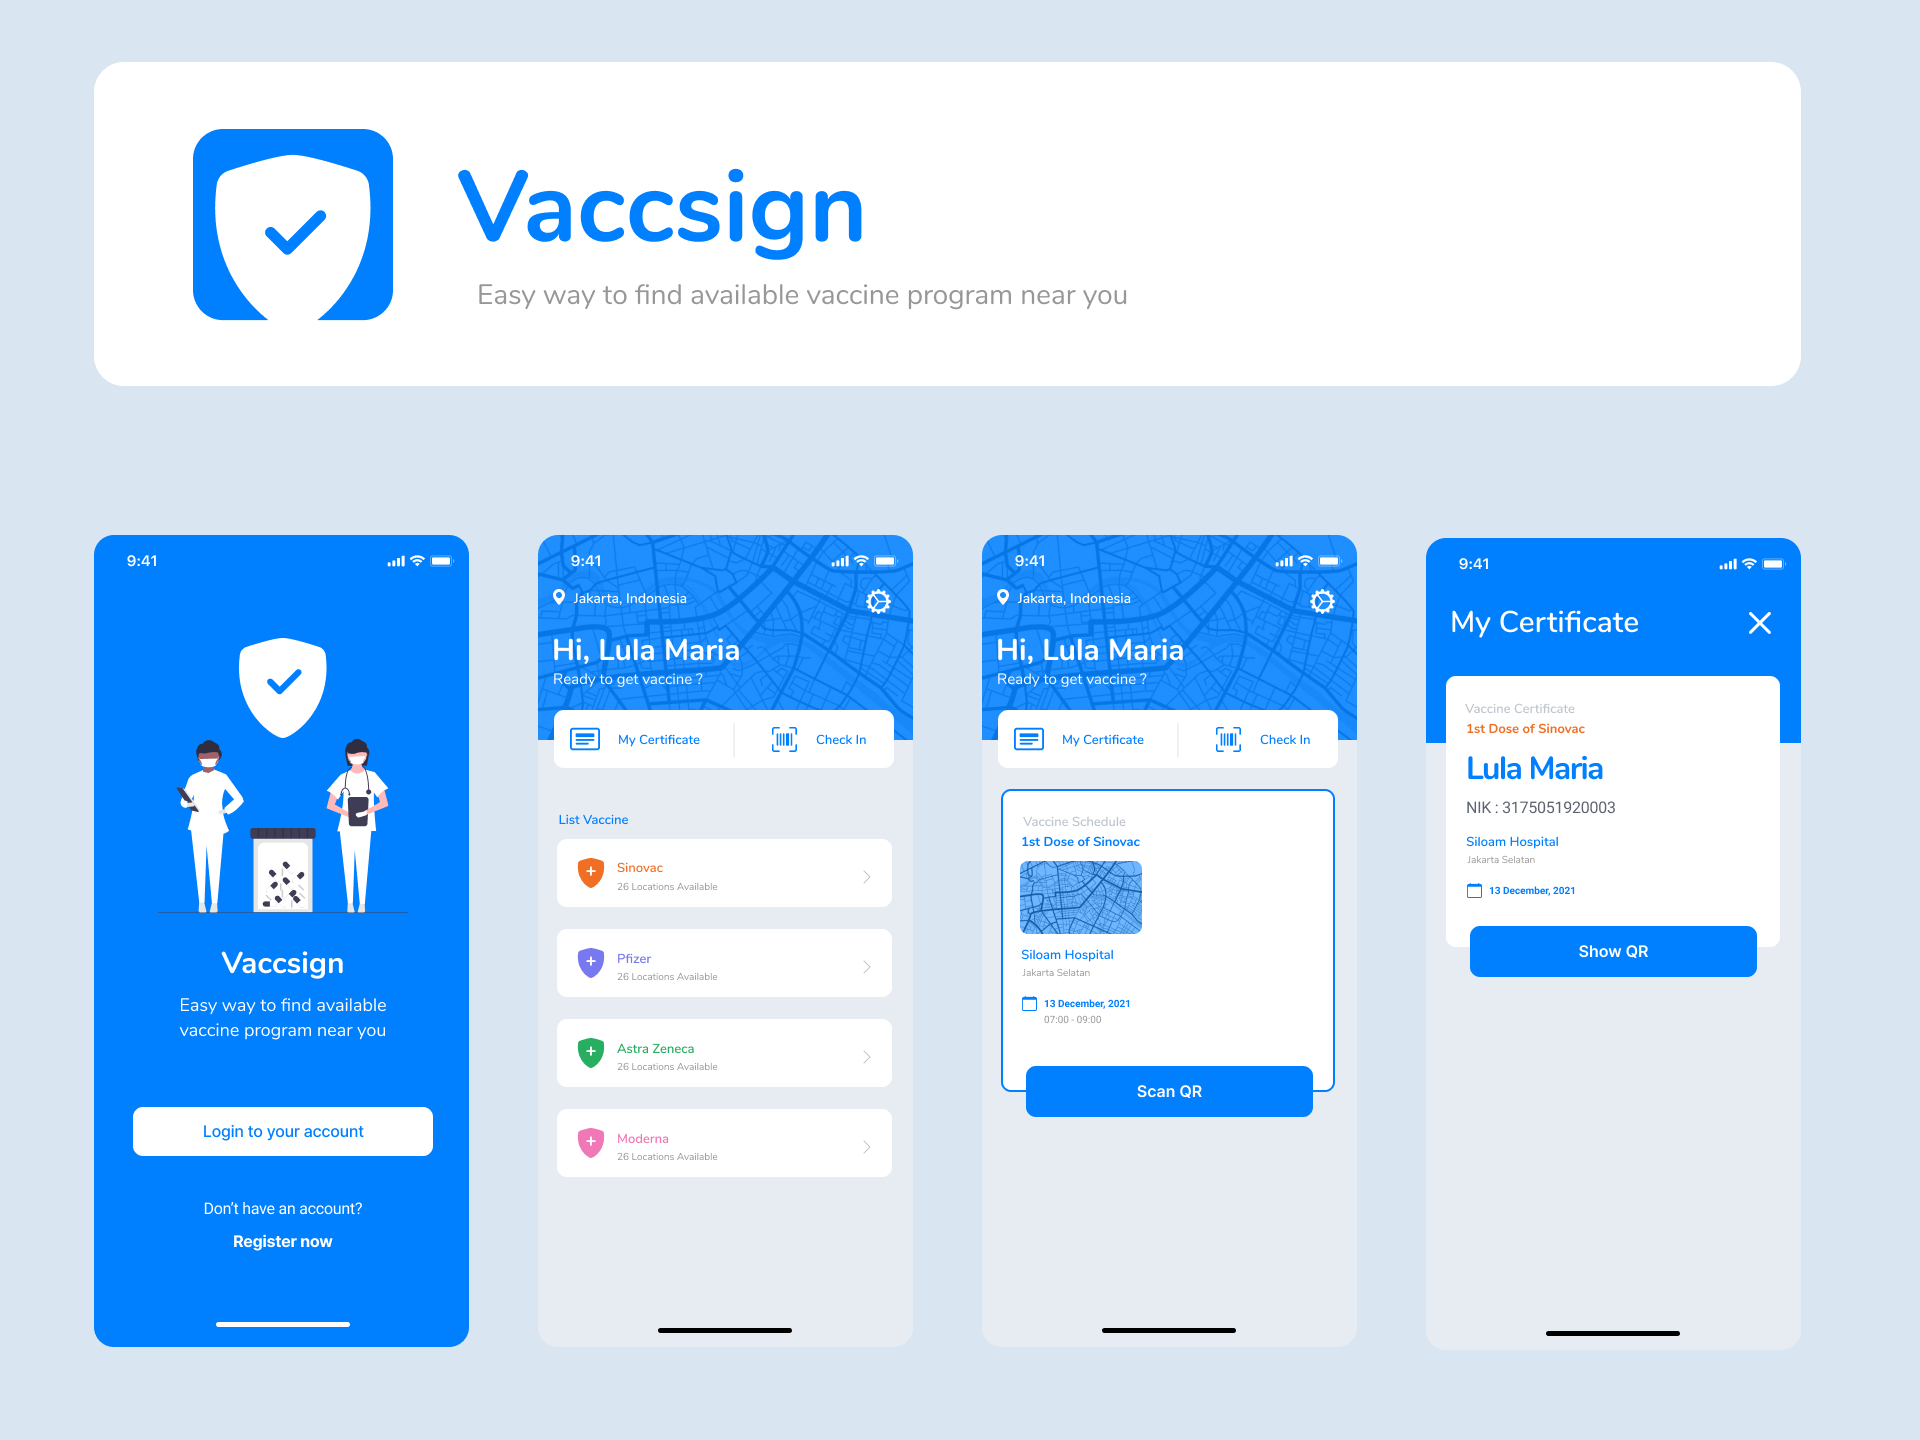 Vaccsign
Easy way to find available vaccine program near you
9:41
Vaccsign
Easy way to find available
vaccine program near you
Login to your account
Don't have an account?
Register now
9:41
Jakarta, Indonesia
Hi, Lula Maria
Ready to get vaccine ?
My Certificate
Check In
List Vaccine
Sinovac
26 Locations Available
Pfizer
26 Locations Available
Astra Zeneca
26 Locations Available
Moderna
26 Locations Available
9:41
Jakarta, Indonesia
Hi, Lula Maria
Ready to get vaccine ?
My Certificate
Check In
Vaccine Schedule
1st Dose of Sinovac
Siloam Hospital
Jakarta Selatan
13 December, 2021
07:00 - 09:00
Scan QR
9:41
My Certificate
Vaccine Certificate
1st Dose of Sinovac
Lula Maria
NIK : 3175051920003
Siloam Hospital
Jakarta Selatan
13 December, 2021
Show QR